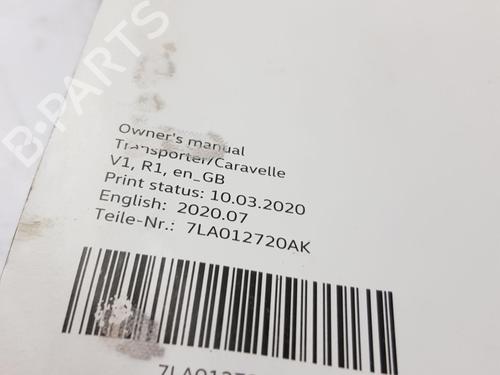 B-PARTS
Owner's manual
Transporter/Caravelle
V1, R1, en_GB
Print status: 10.03.2020
English: 2020.07
Teile-Nr.: 7LA012720AK